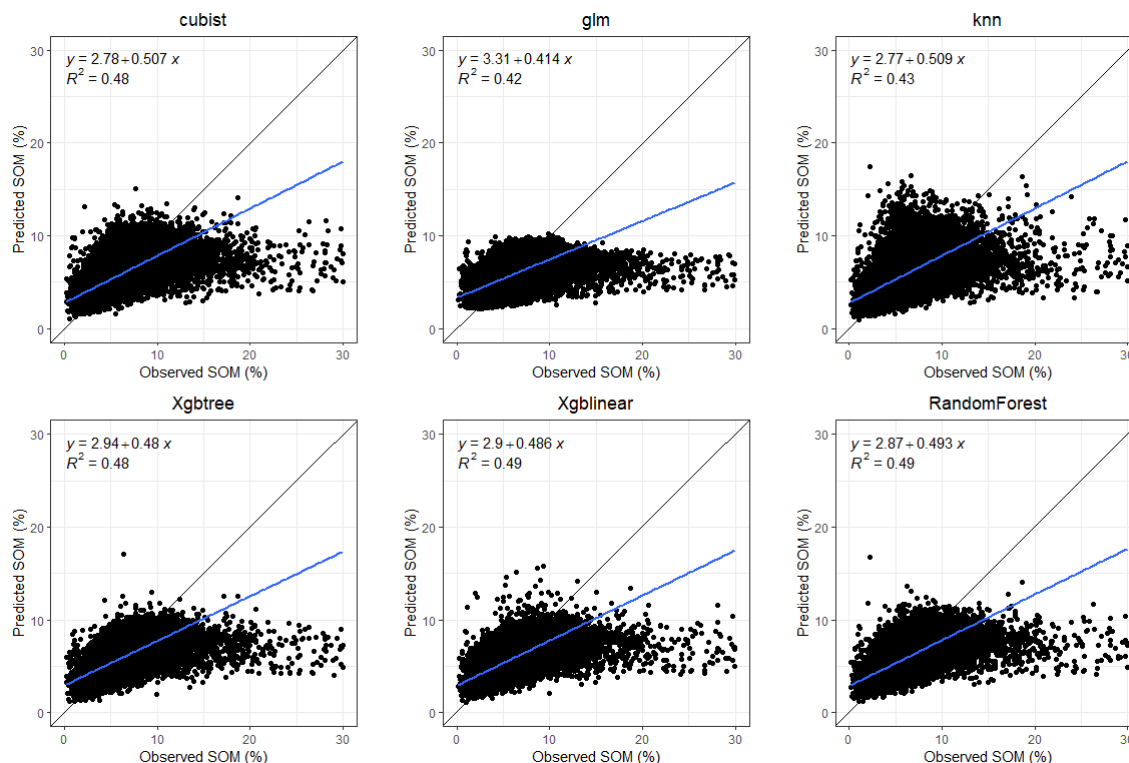 cubist
y = 2.78+0.507 x
R² = 0.48
30
20
10
0
Predicted SOM (%)
0 10 20 30
Observed SOM (%)
glm
y = 3.31+0.414 x
R² = 0.42
30
20
10
0
Predicted SOM (%)
0 10 20 30
Observed SOM (%)
knn
y = 2.77+0.509 x
R² = 0.43
30
20
10
0
Predicted SOM (%)
0 10 20 30
Observed SOM (%)
Xgbtree
y = 2.94+0.48 x
R² = 0.48
30
20
10
0
Predicted SOM (%)
0 10 20 30
Observed SOM (%)
Xgblinear
y = 2.9+0.486 x
R² = 0.49
30
20
10
0
Predicted SOM (%)
0 10 20 30
Observed SOM (%)
RandomForest
y = 2.87+0.493 x
R² = 0.49
30
20
10
0
Predicted SOM (%)
0 10 20 30
Observed SOM (%)